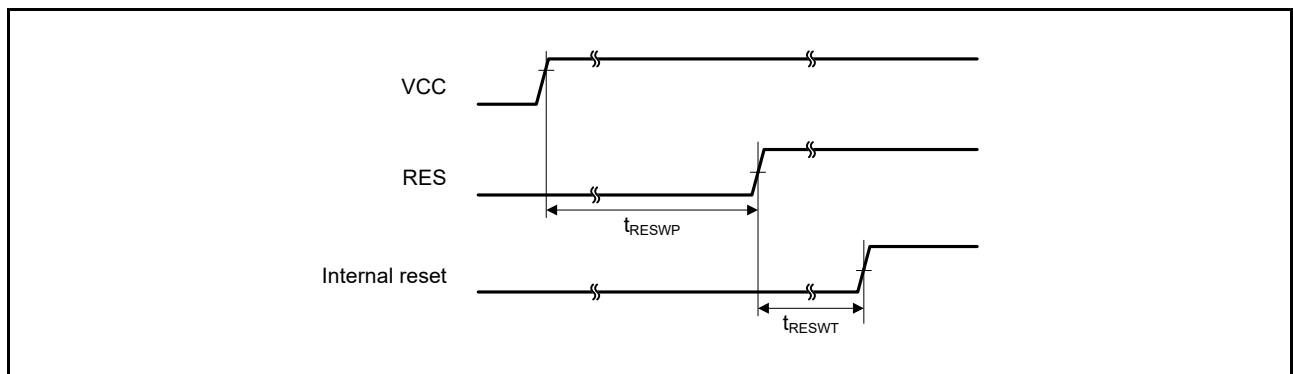 VCC
RES
tRESWP
Internal reset
tRESWT